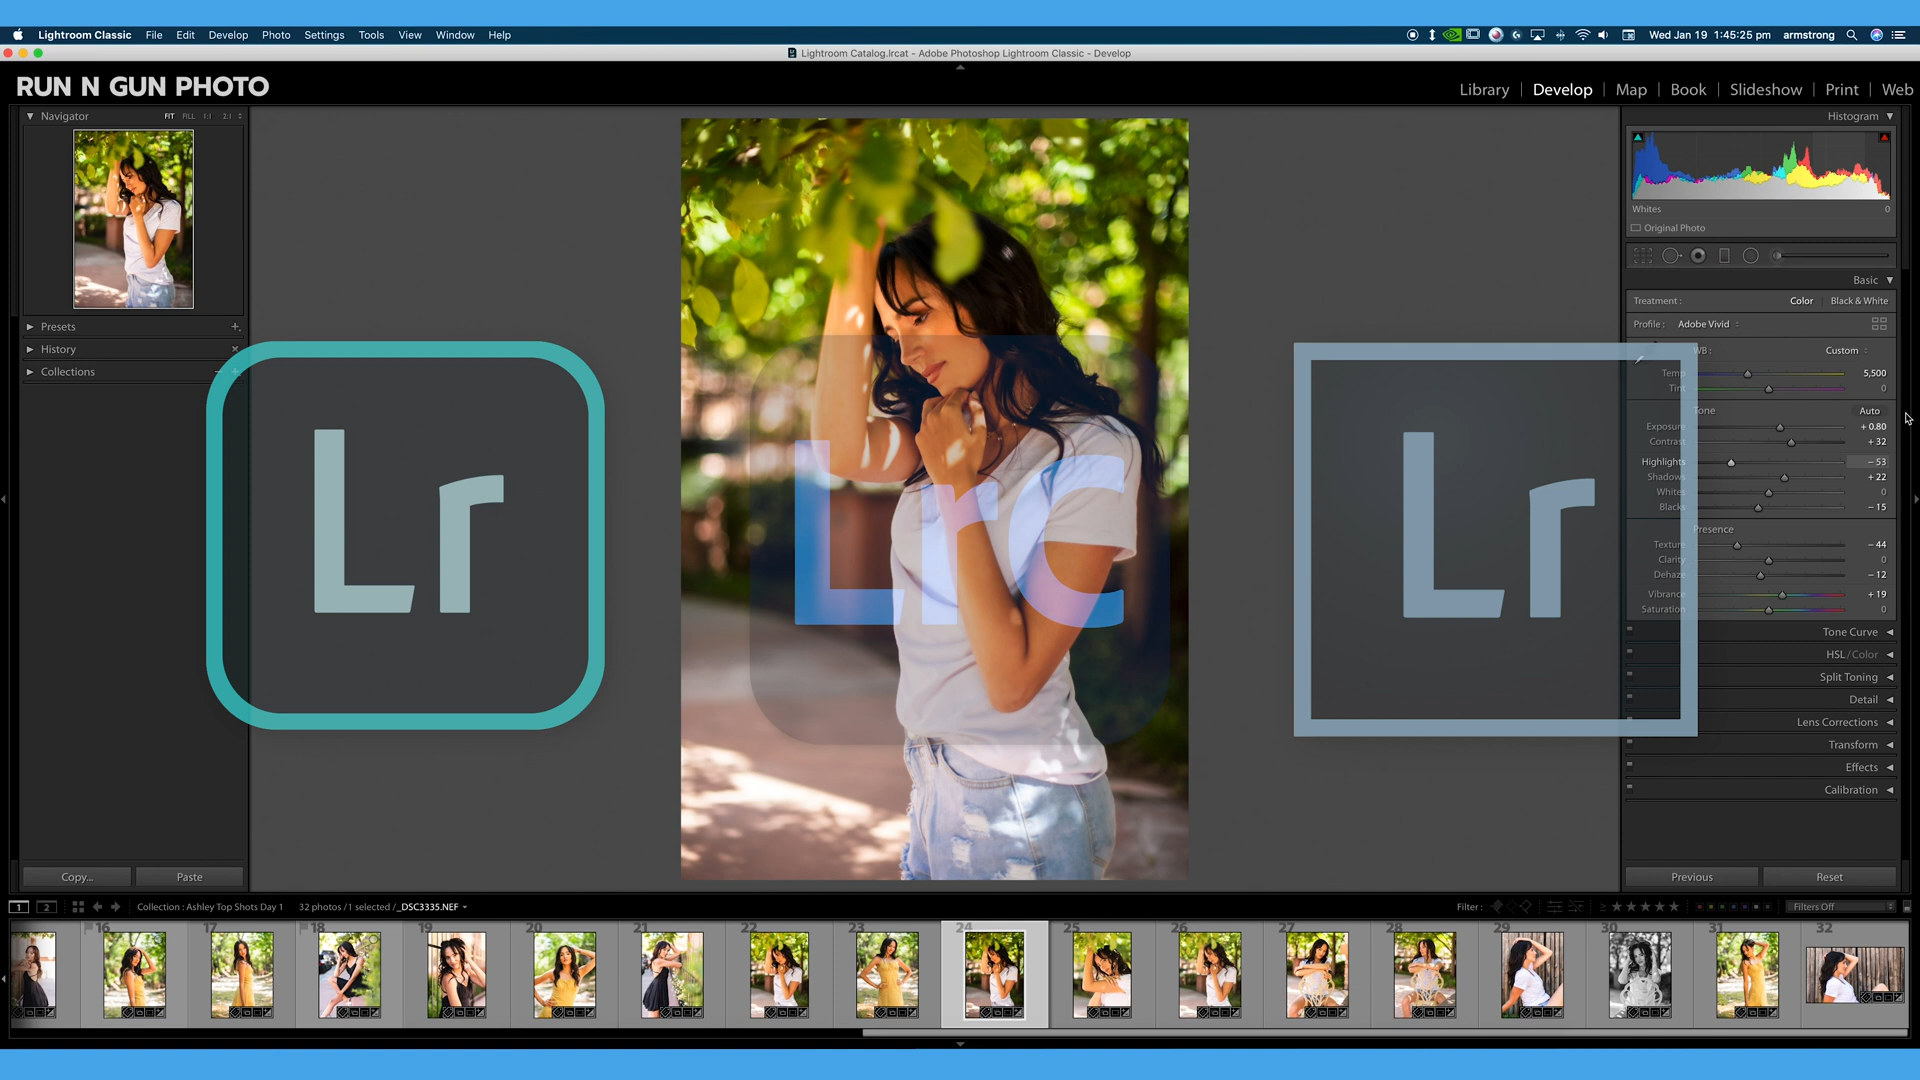 Lightroom Classic File Edit Develop Photo Settings Tools View Window Help
Wed Jan 19 1:45:25 pm armstrong
Lightroom Catalog.lrcat - Adobe Photoshop Lightroom Classic - Develop
RUN N GUN PHOTO
Library | Develop | Map | Book | Slideshow | Print | Web
Navigator FIT FILL 1:1 2:1
Presets
History
Collections
Lr
Lrc
Lr
Histogram
Whites 0
Original Photo
Basic
Treatment : Color Black & White
Profile : Adobe Vivid
WB : Custom
Temp 5,500
Tint 0
Tone Auto
Exposure + 0.80
Contrast + 32
Highlights – 53
Shadows + 22
Whites 0
Blacks – 15
Presence
Texture – 44
Clarity 0
Dehaze – 12
Vibrance + 19
Saturation 0
Tone Curve
HSL / Color
Split Toning
Detail
Lens Corrections
Transform
Effects
Calibration
Copy... Paste
Previous Reset
1 2 Collection : Ashley Top Shots Day 1 32 photos / 1 selected / _DSC3335.NEF
Filter : Filters Off
16 17 18 19 20 21 22 23 24 25 26 27 28 29 30 31 32